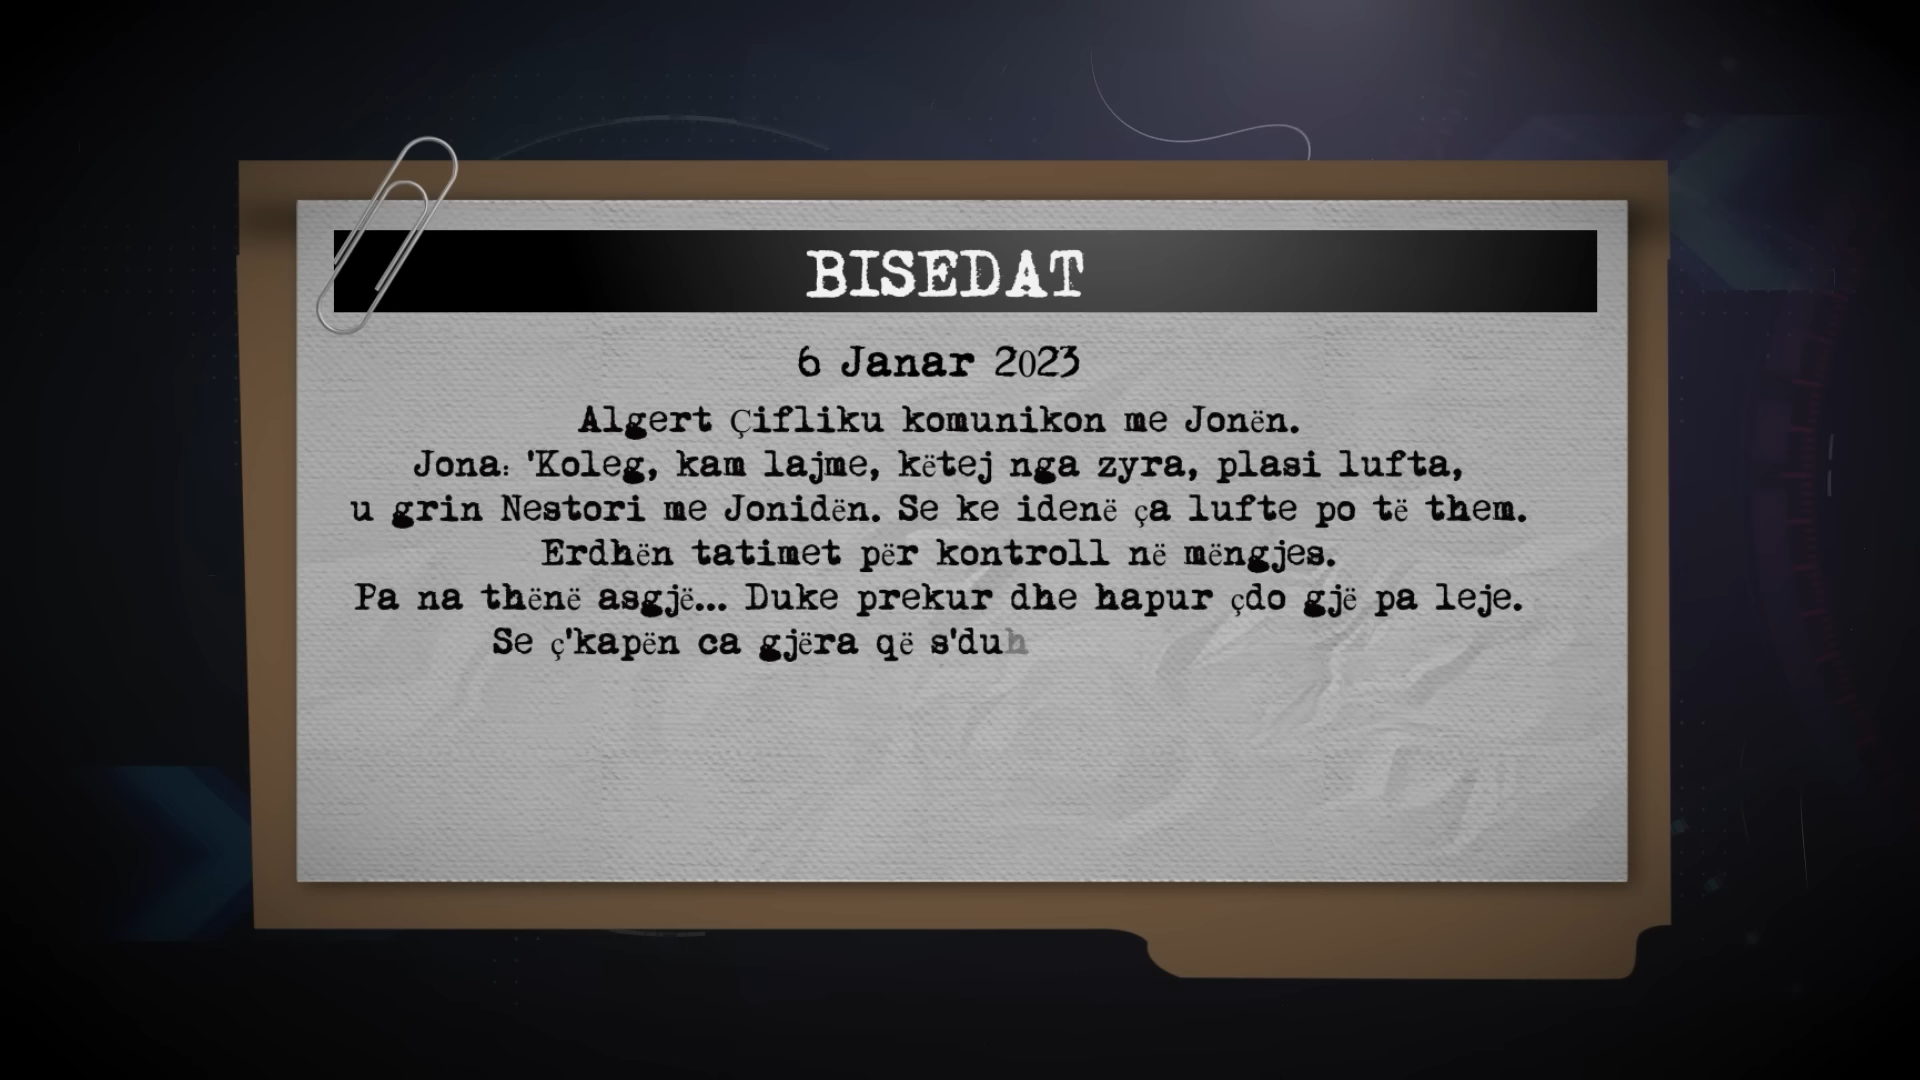 BISEDAT
6 Janar 2023
Algert Çifliku komunikon me Jonën.
Jona: 'Koleg, kam lajme, këtej nga zyra, plasi lufta,
u grin Nestori me Jonidën. Se ke idenë ça lufte po të them.
Erdhën tatimet për kontroll në mëngjes.
Pa na thënë asgjë... Duke prekur dhe hapur çdo gjë pa leje.
Se ç'kapën ca gjëra që s'duh